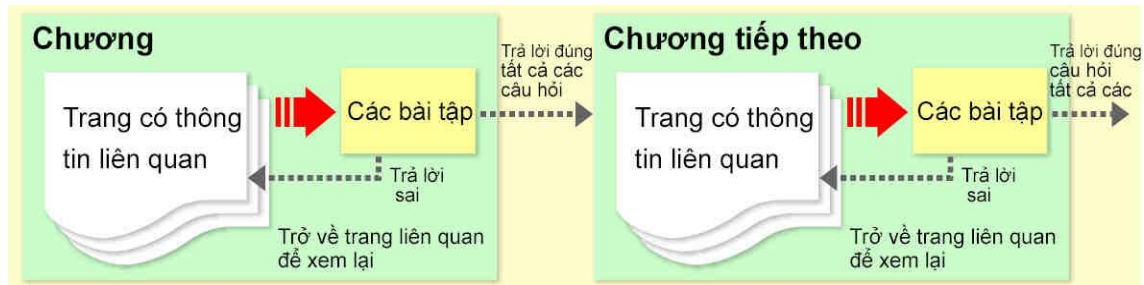 Chương
Trang có thông
tin liên quan
Các bài tập
Trả lời đúng
tất cả các
câu hỏi
Trả lời
sai
Trở về trang liên quan
để xem lại
Chương tiếp theo
Trang có thông
tin liên quan
Các bài tập
Trả lời đúng
câu hỏi
tất cả các
Trả lời
sai
Trở về trang liên quan
để xem lại